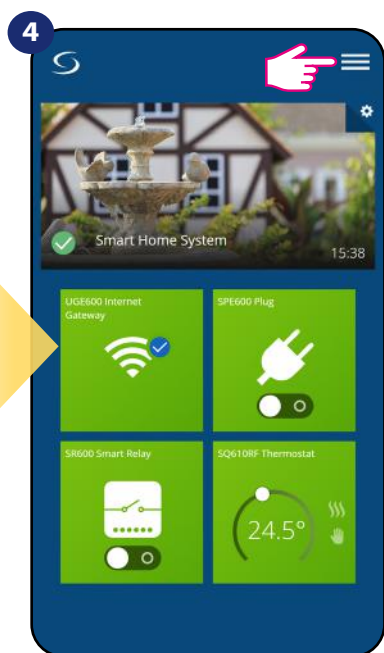 4
Smart Home System
15:38
UGE600 Internet
Gateway
SPE600 Plug
SR600 Smart Relay
SQ610RF Thermostat
24.5°